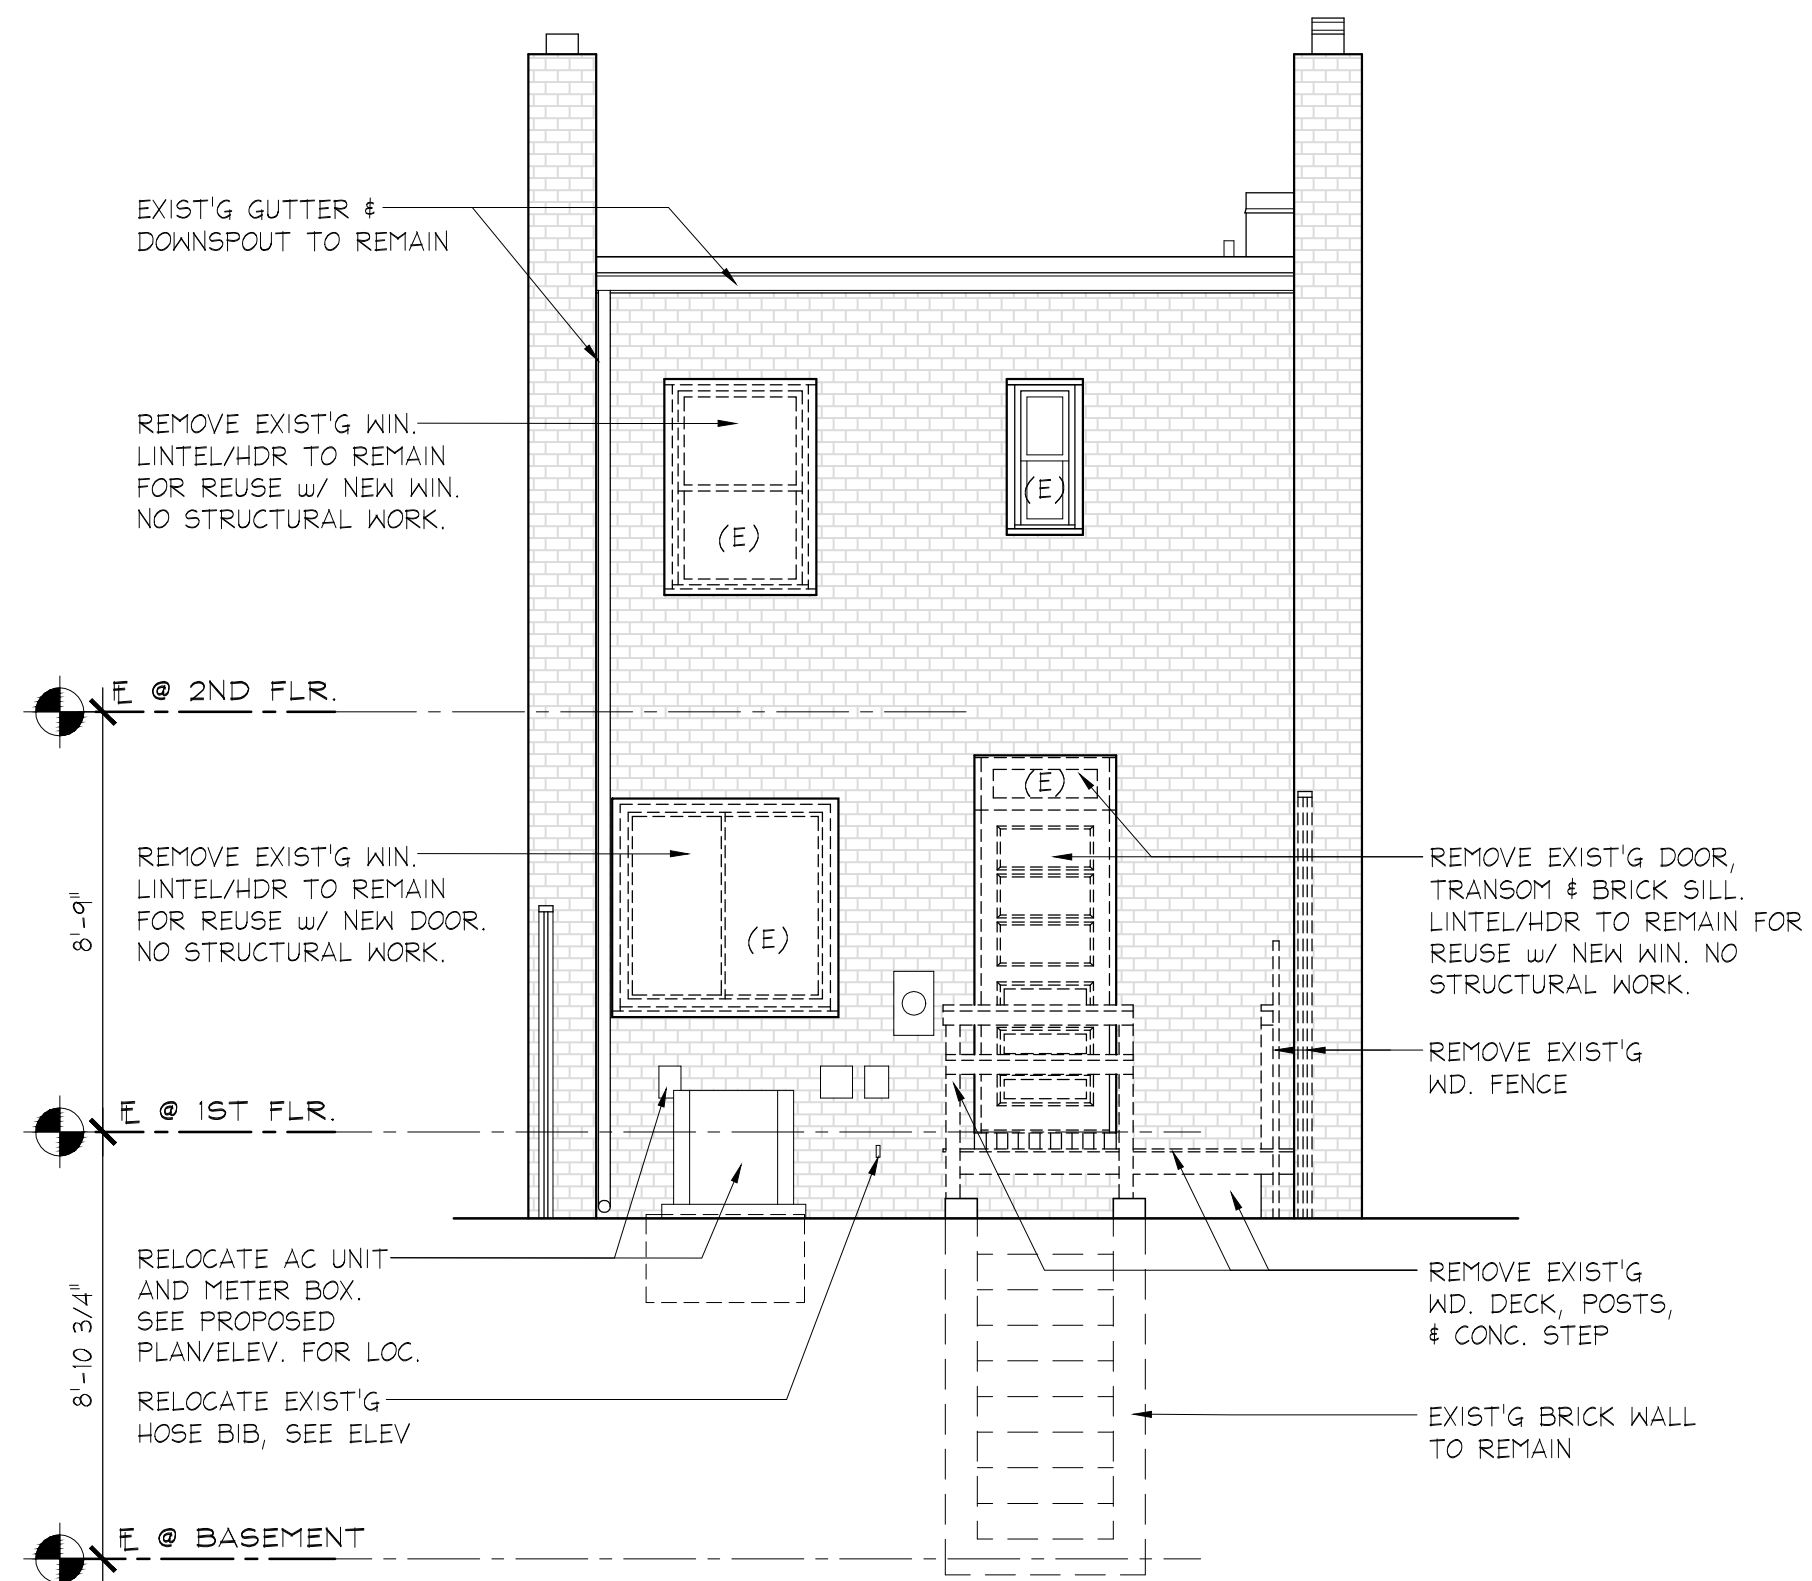 EXIST'G GUTTER &
DOWNSPOUT TO REMAIN
REMOVE EXIST'G WIN.
LINTEL/HDR TO REMAIN
FOR REUSE w/ NEW WIN.
NO STRUCTURAL WORK.
(E)
(E)
FL @ 2ND FLR.
(E)
REMOVE EXIST'G WIN.
LINTEL/HDR TO REMAIN
FOR REUSE w/ NEW DOOR.
NO STRUCTURAL WORK.
8'-9"
(E)
REMOVE EXIST'G DOOR,
TRANSOM & BRICK SILL.
LINTEL/HDR TO REMAIN FOR
REUSE w/ NEW WIN. NO
STRUCTURAL WORK.
REMOVE EXIST'G
WD. FENCE
FL @ 1ST FLR.
RELOCATE AC UNIT
AND METER BOX.
SEE PROPOSED
PLAN/ELEV. FOR LOC.
8'-10 3/4"
RELOCATE EXIST'G
HOSE BIB, SEE ELEV
REMOVE EXIST'G
WD. DECK, POSTS,
& CONC. STEP
EXIST'G BRICK WALL
TO REMAIN
FL @ BASEMENT